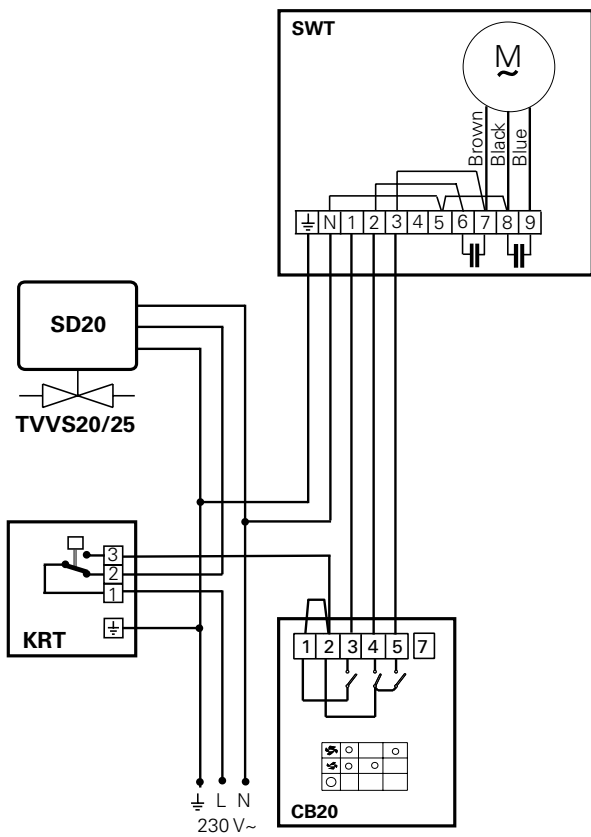 SWT
M
~
Brown
Black
Blue
N 1 2 3 4 5 6 7 8 9
SD20
TVVS20/25
3
2
1
KRT
1 2 3 4 5 7
CB20
L N
230 V~